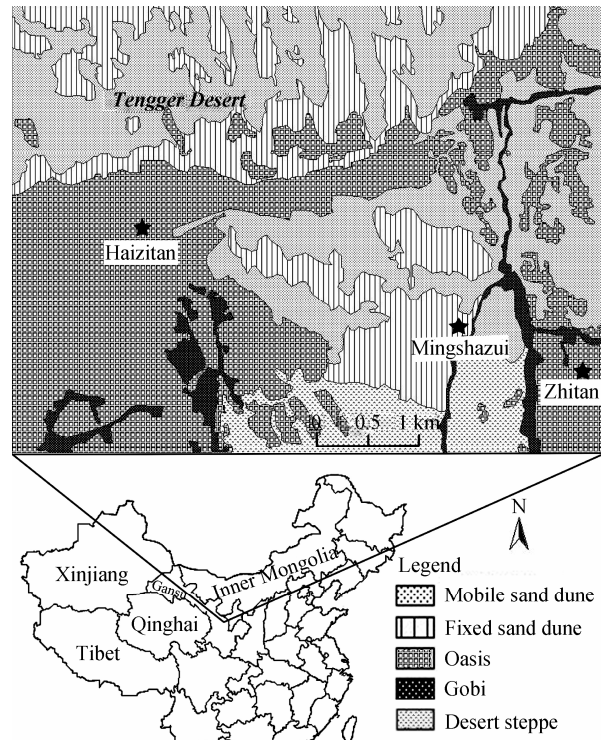 Tengger Desert
Haizitan
Mingshazui
Zhitan
0 0.5 1 km
N
Xinjiang
Gansu
Inner Mongolia
Qinghai
Tibet
Legend
Mobile sand dune
Fixed sand dune
Oasis
Gobi
Desert steppe